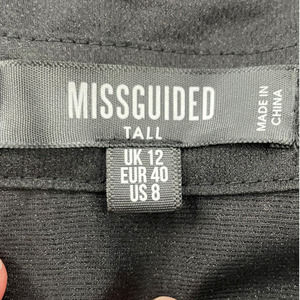 MISSGUIDED
TALL
MADE IN
CHINA
UK 12
EUR 40
US 8